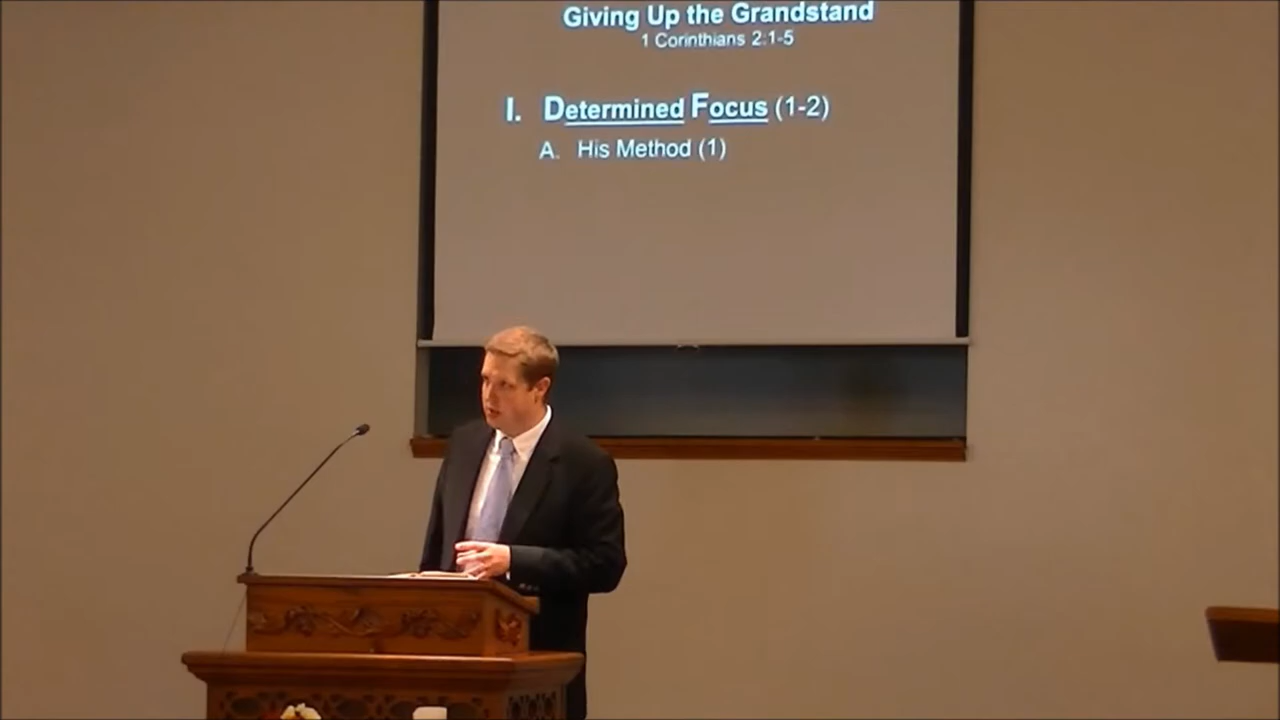 Giving Up the Grandstand
1 Corinthians 2:1-5
I. Determined Focus (1-2)
A. His Method (1)